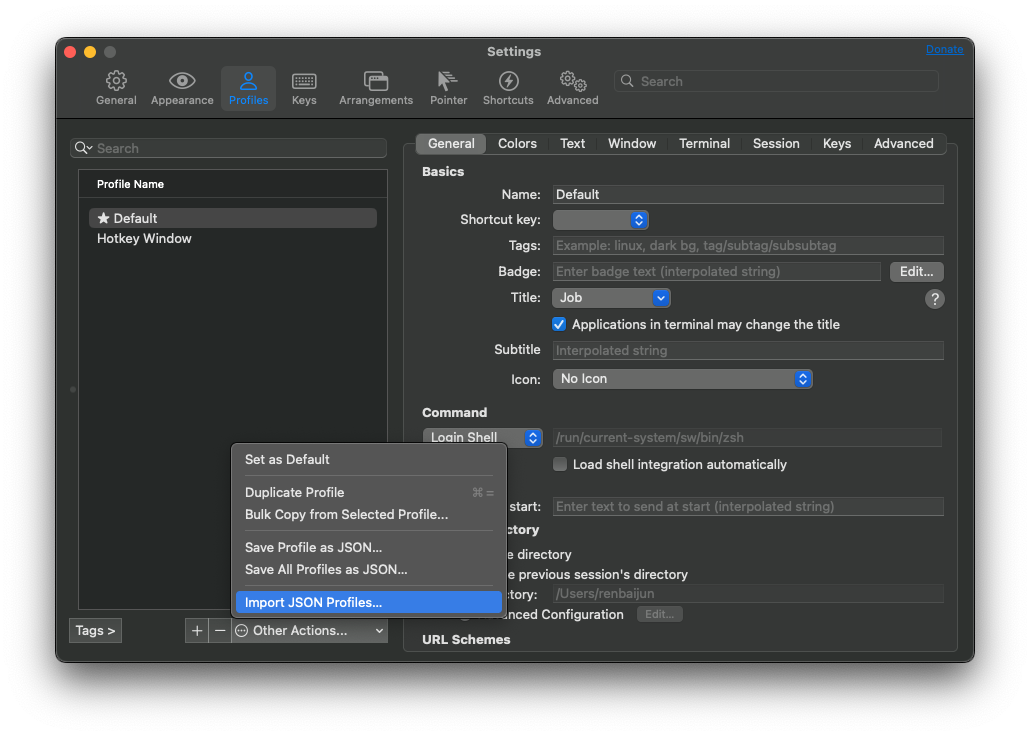 Settings
Donate
General Appearance Profiles Keys Arrangements Pointer Shortcuts Advanced
Search
Search
Profile Name
Default
Hotkey Window
Tags >
+ − Other Actions...
Set as Default
Duplicate Profile ⌘ =
Bulk Copy from Selected Profile...
Save Profile as JSON...
Save All Profiles as JSON...
Import JSON Profiles...
General Colors Text Window Terminal Session Keys Advanced
Basics
Name: Default
Shortcut key:
Tags: Example: linux, dark bg, tag/subtag/subsubtag
Badge: Enter badge text (interpolated string) Edit...
Title: Job ?
Applications in terminal may change the title
Subtitle Interpolated string
Icon: No Icon
Command
Login Shell /run/current-system/sw/bin/zsh
Load shell integration automatically
start: Enter text to send at start (interpolated string)
ctory
e directory
e previous session's directory
ctory: /Users/renbaijun
anced Configuration Edit...
URL Schemes